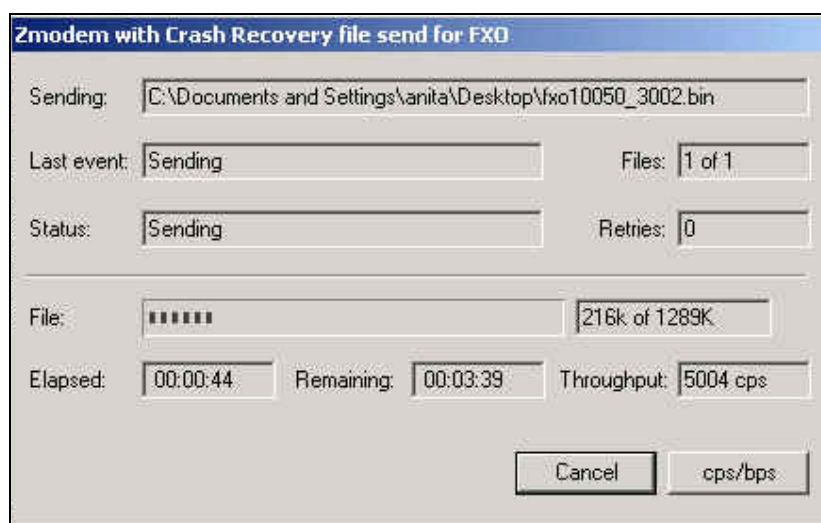 Zmodem with Crash Recovery file send for FXO
Sending: C:\Documents and Settings\anita\Desktop\fxo10050_3002.bin
Last event: Sending Files: 1 of 1
Status: Sending Retries: 0
File: 216k of 1289K
Elapsed: 00:00:44 Remaining: 00:03:39 Throughput: 5004 cps
Cancel cps/bps